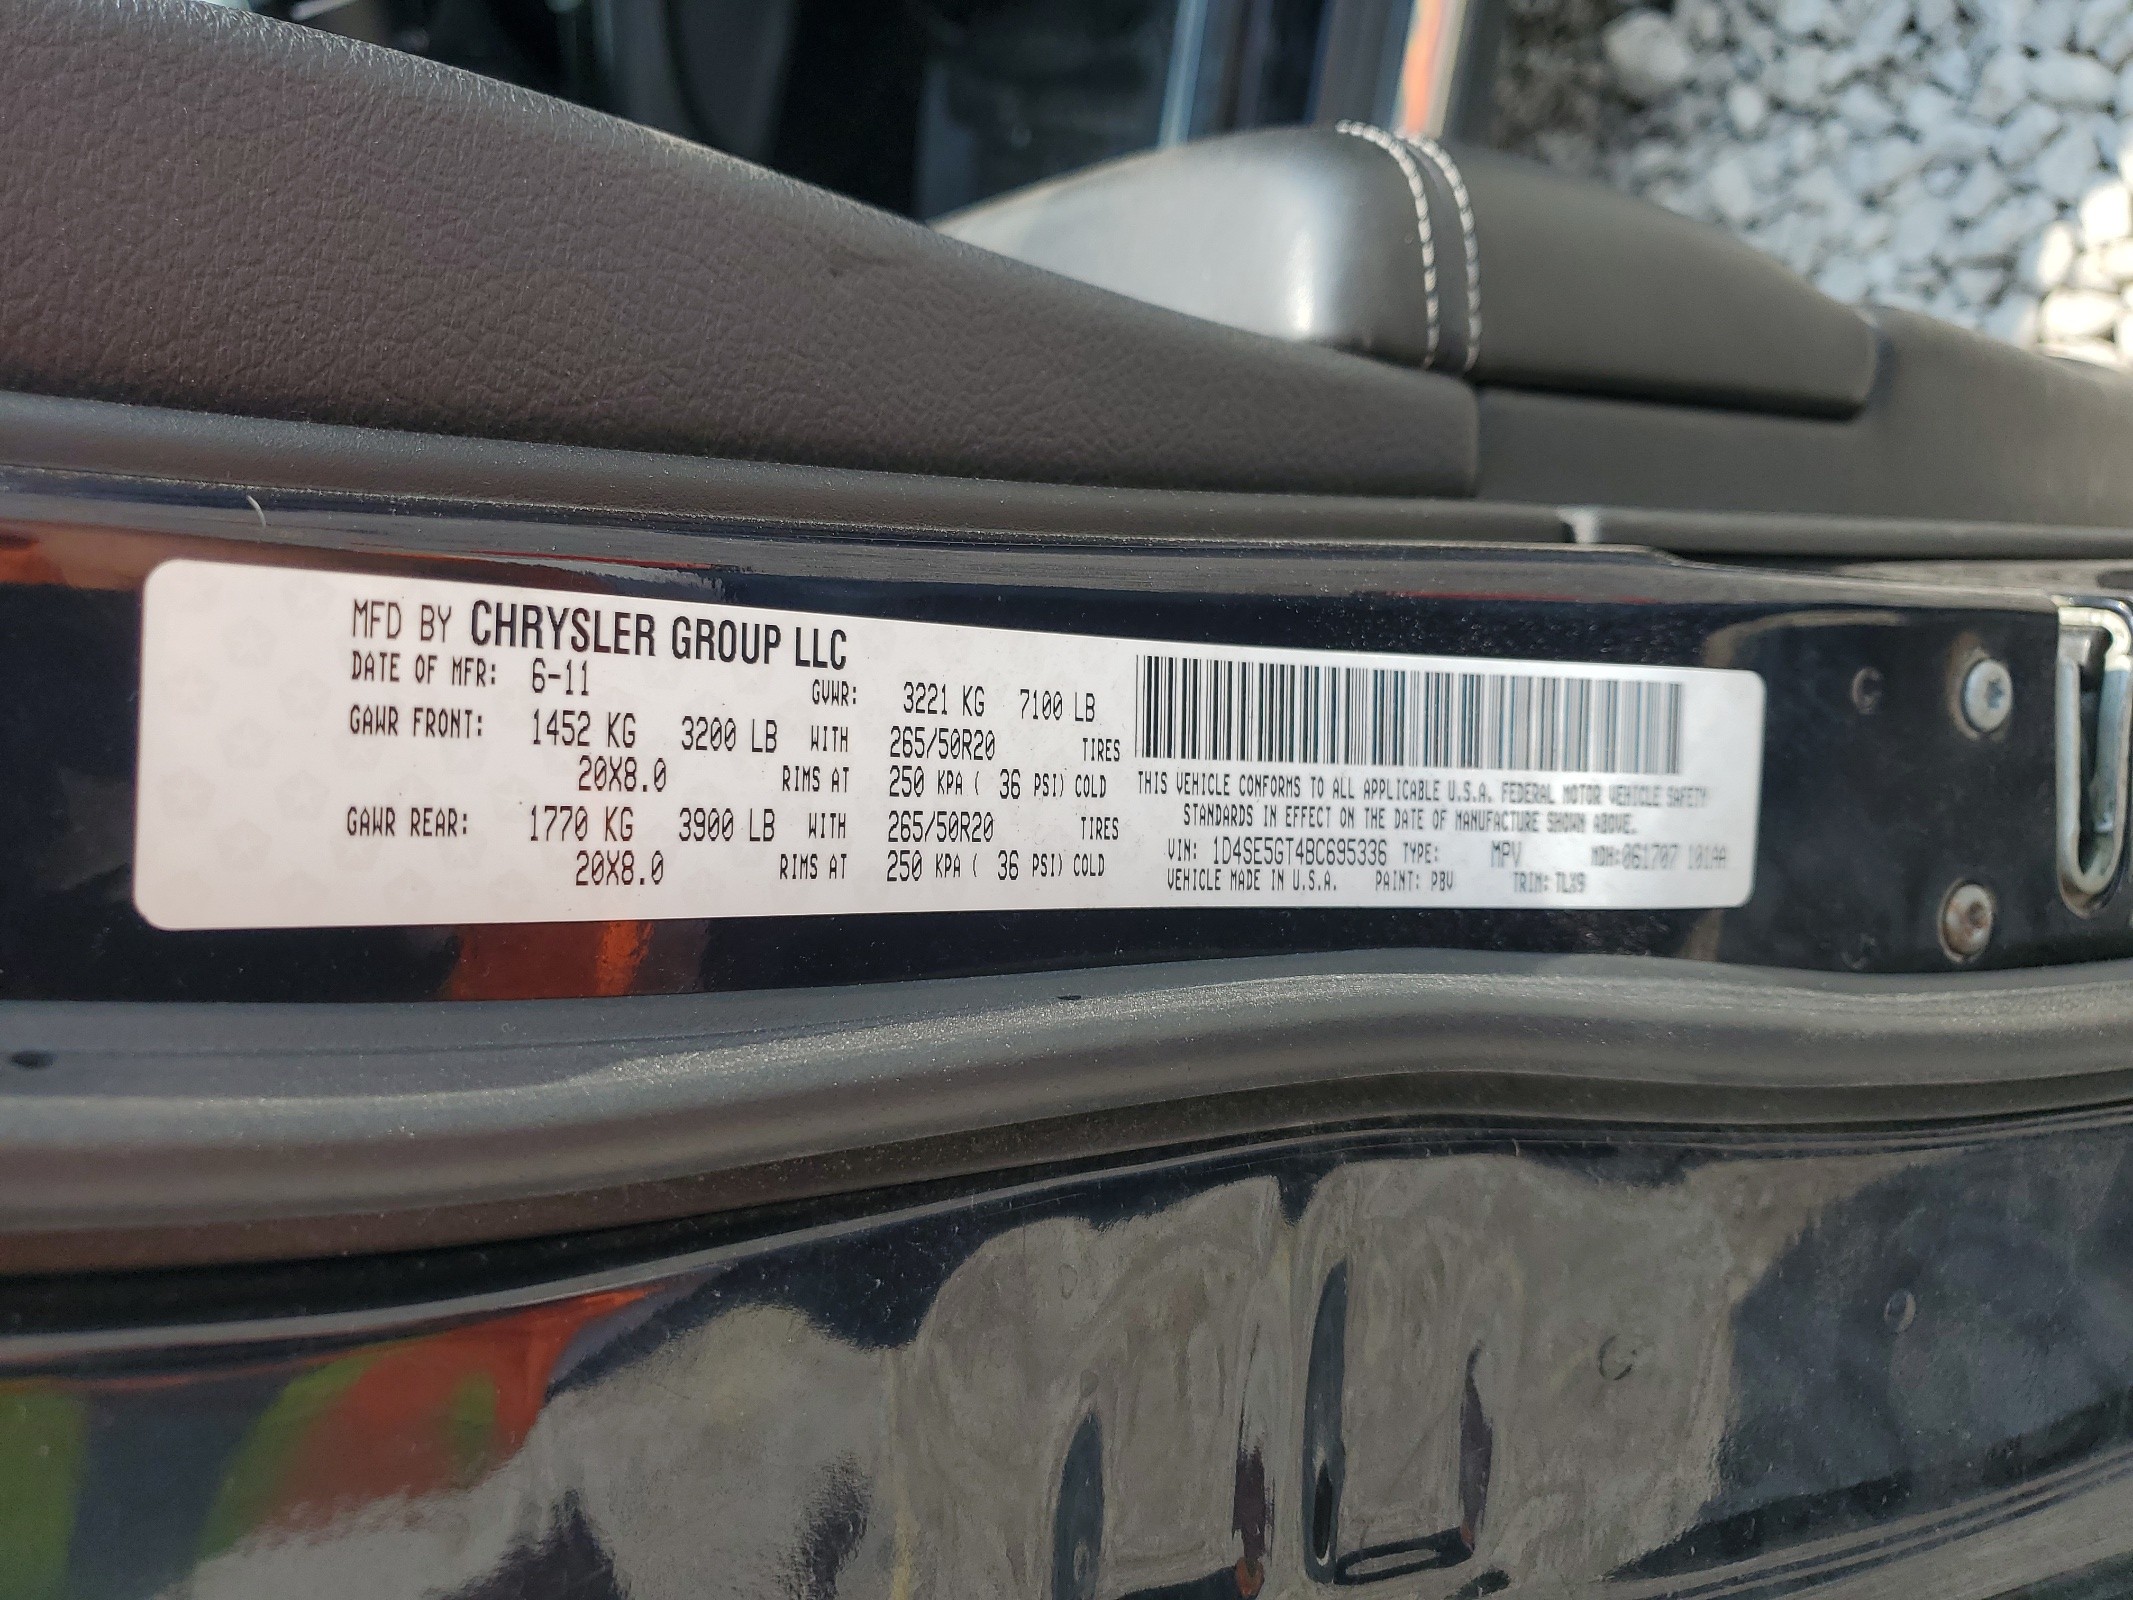 MFD BY CHRYSLER GROUP LLC
DATE OF MFR: 6-11 GVWR: 3221 KG 7100 LB
GAWR FRONT: 1452 KG 3200 LB WITH 265/50R20 TIRES
20X8.0 RIMS AT 250 KPA ( 36 PSI) COLD
GAWR REAR: 1770 KG 3900 LB WITH 265/50R20 TIRES
20X8.0 RIMS AT 250 KPA ( 36 PSI) COLD
THIS VEHICLE CONFORMS TO ALL APPLICABLE U.S.A. FEDERAL MOTOR VEHICLE SAFETY
STANDARDS IN EFFECT ON THE DATE OF MANUFACTURE SHOWN ABOVE.
VIN: 1D4SE5GT4BC695336 TYPE: MPV MDH:061707 101AA
VEHICLE MADE IN U.S.A. PAINT: PBV TRIM: TLX9